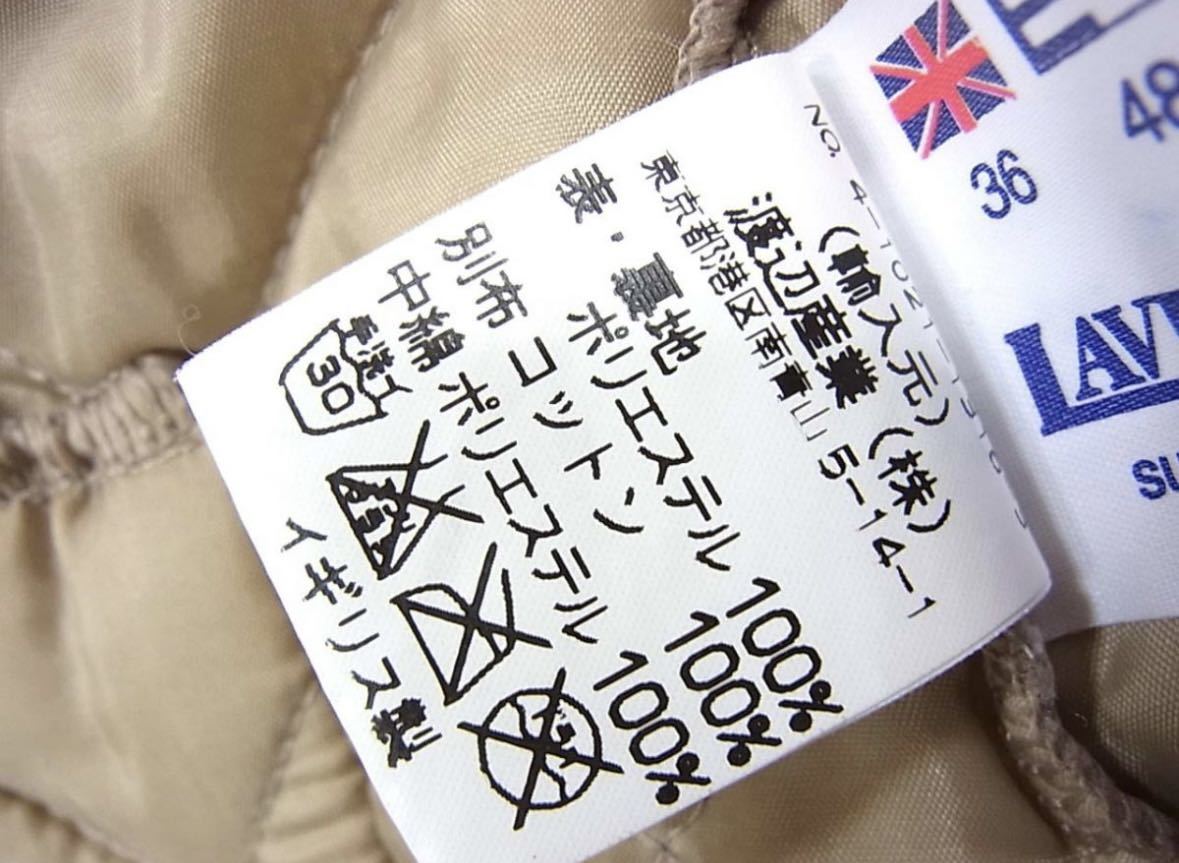 NO.
(輸入元)
渡辺産業(株)
東京都港区南青山 5-14-1
表・裏地 ポリエステル 100%
別布 コットン 100%
中綿 ポリエステル 100%
手洗イ
30
イギリス製
36
48